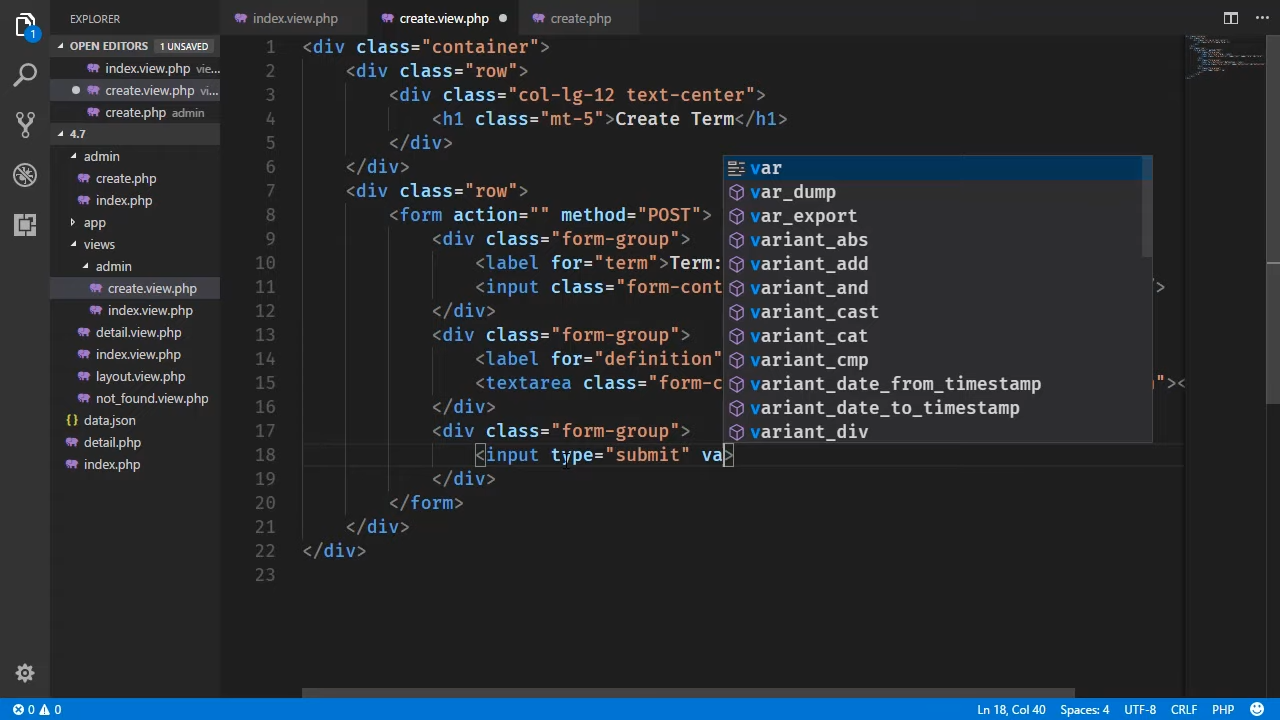 EXPLORER
OPEN EDITORS 1 UNSAVED
index.view.php vie...
create.view.php vi...
create.php admin
4.7
admin
create.php
index.php
app
views
admin
create.view.php
index.view.php
detail.view.php
index.view.php
layout.view.php
not_found.view.php
data.json
detail.php
index.php
1
index.view.php
create.view.php
create.php
1 <div class="container">
2 <div class="row">
3 <div class="col-lg-12 text-center">
4 <h1 class="mt-5">Create Term</h1>
5 </div>
6 </div>
7 <div class="row">
8 <form action="" method="POST">
9 <div class="form-group">
10 <label for="term">Term:
11 <input class="form-cont />
12 </div>
13 <div class="form-group">
14 <label for="definition"
15 <textarea class="form-c "><
16 </div>
17 <div class="form-group">
18 <input type="submit" va>
19 </div>
20 </form>
21 </div>
22 </div>
23
var
var_dump
var_export
variant_abs
variant_add
variant_and
variant_cast
variant_cat
variant_cmp
variant_date_from_timestamp
variant_date_to_timestamp
variant_div
0 0
Ln 18, Col 40 Spaces: 4 UTF-8 CRLF PHP